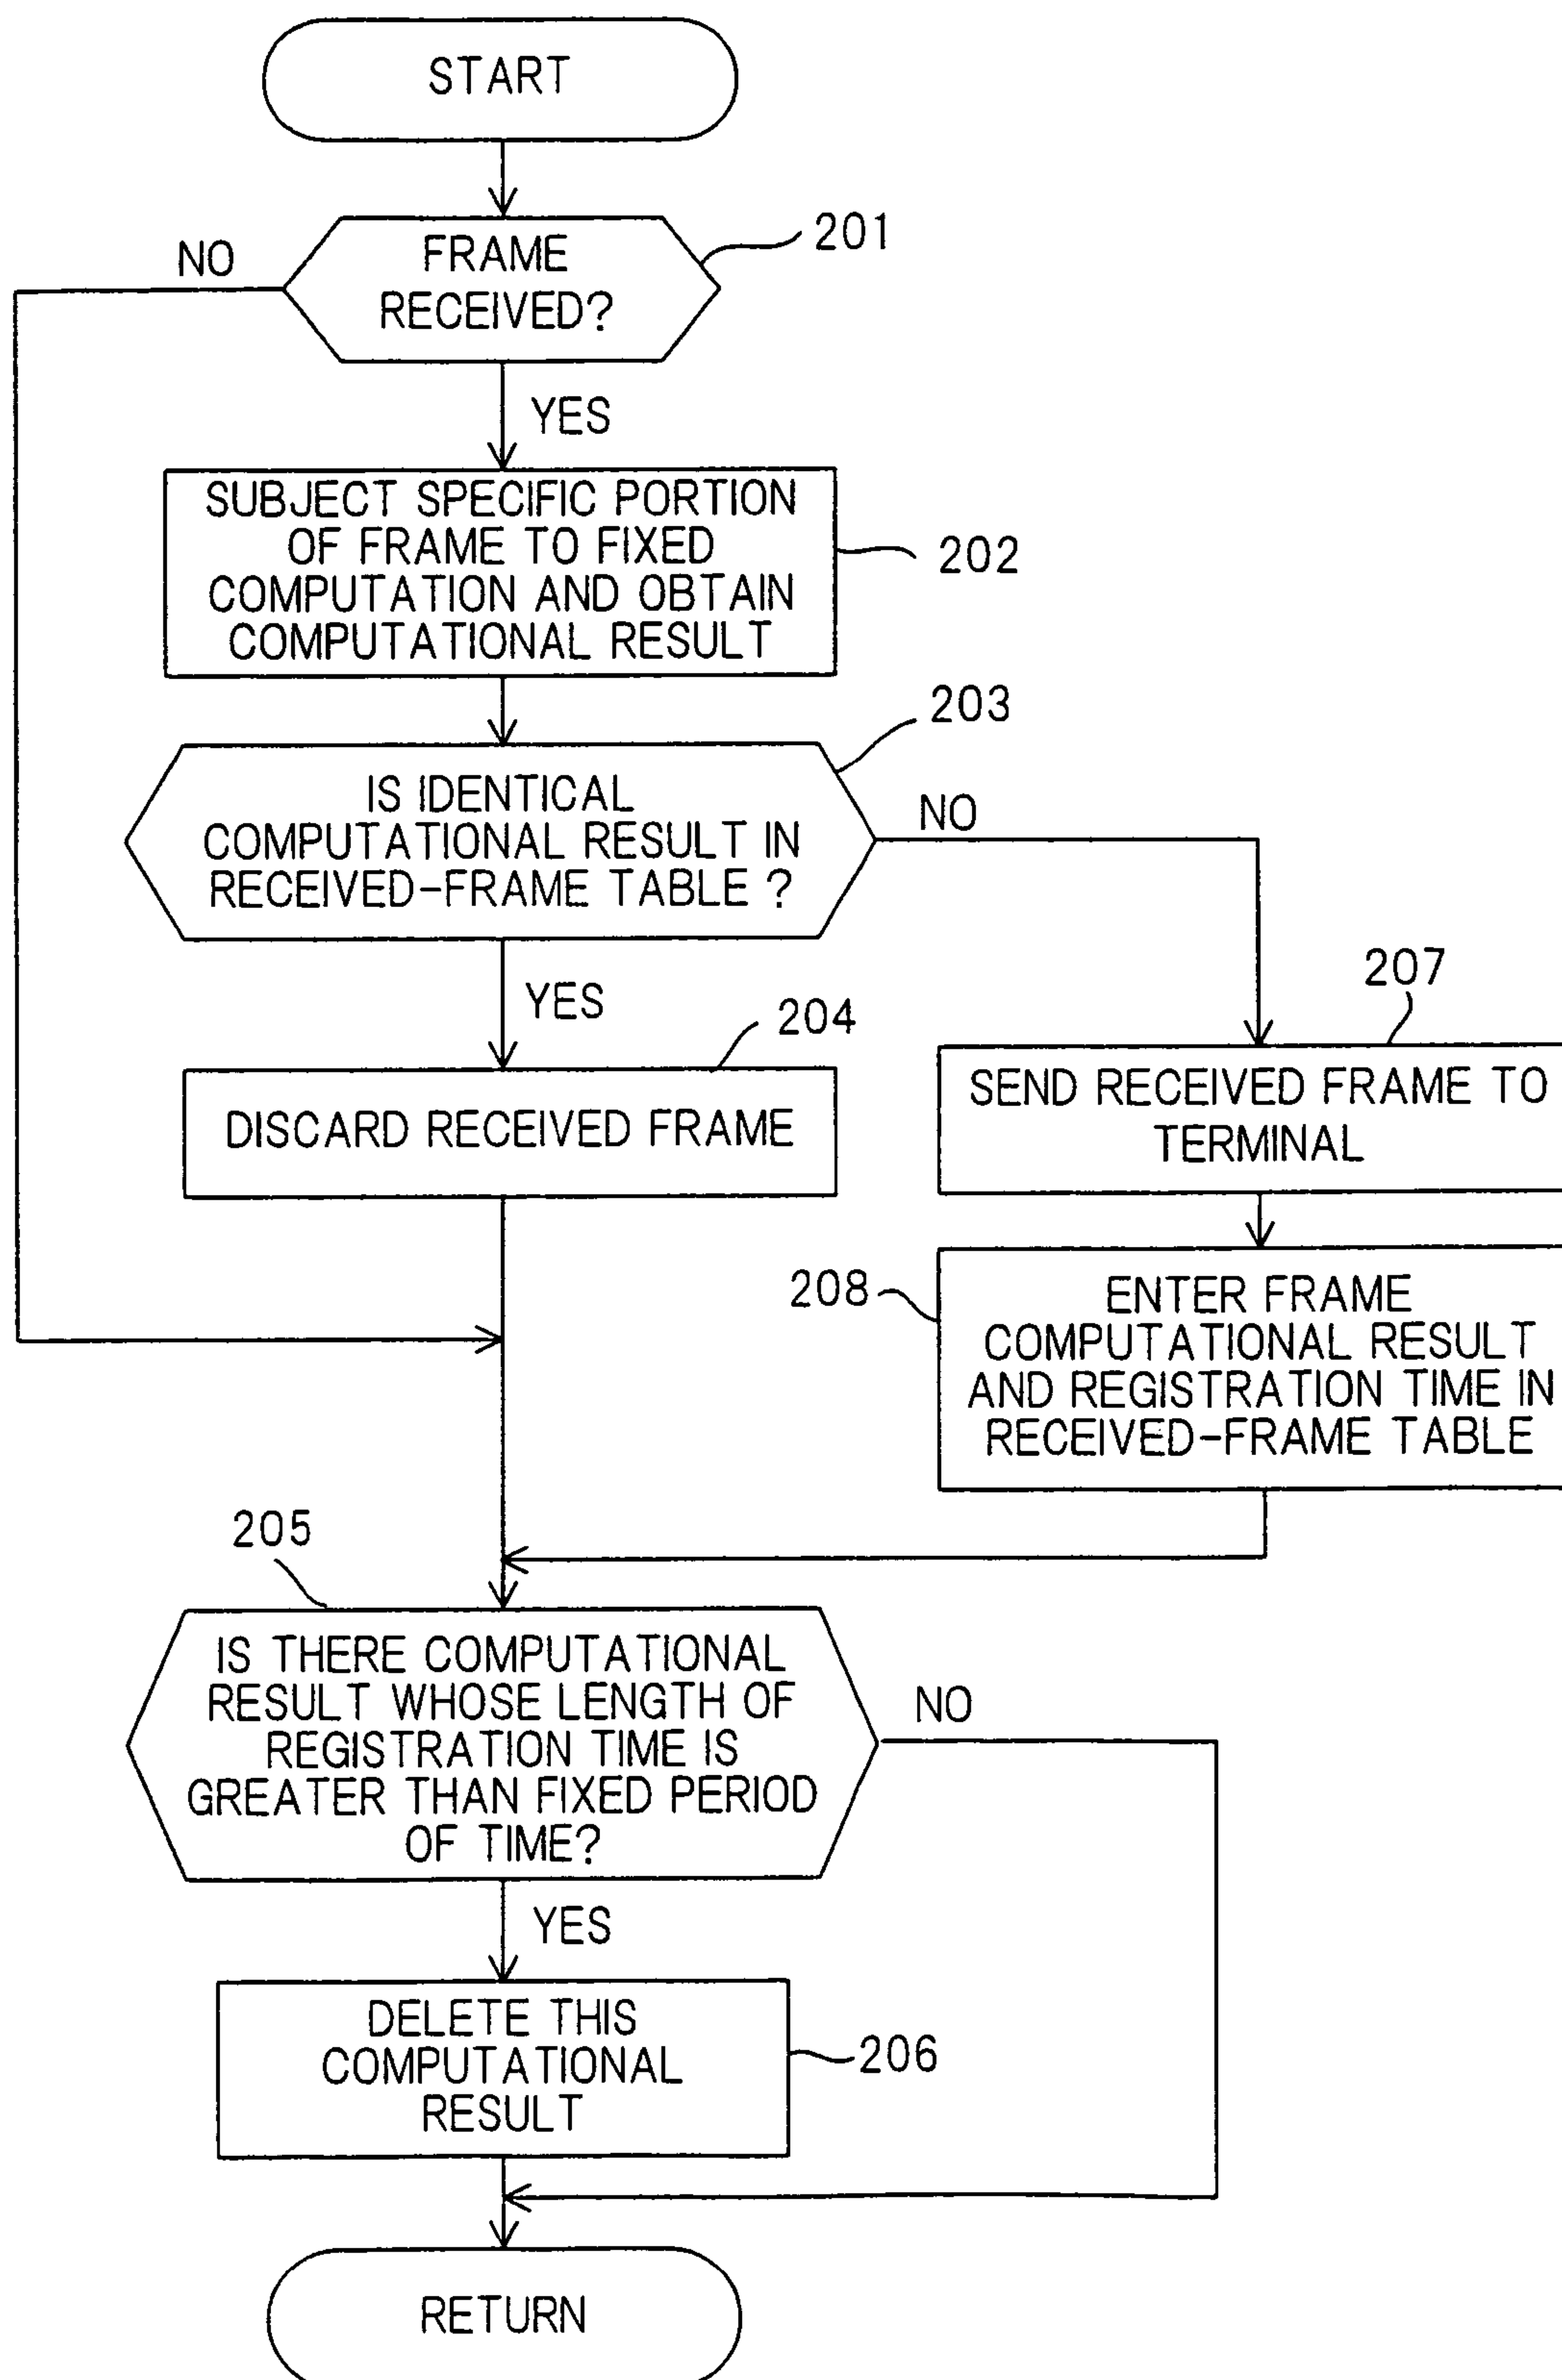 START
201
NO
FRAME
RECEIVED?
YES
SUBJECT SPECIFIC PORTION
OF FRAME TO FIXED
COMPUTATION AND OBTAIN
COMPUTATIONAL RESULT
202
203
IS IDENTICAL
COMPUTATIONAL RESULT IN
RECEIVED-FRAME TABLE ?
NO
YES
204
DISCARD RECEIVED FRAME
207
SEND RECEIVED FRAME TO
TERMINAL
208
ENTER FRAME
COMPUTATIONAL RESULT
AND REGISTRATION TIME IN
RECEIVED-FRAME TABLE
205
IS THERE COMPUTATIONAL
RESULT WHOSE LENGTH OF
REGISTRATION TIME IS
GREATER THAN FIXED PERIOD
OF TIME?
NO
YES
DELETE THIS
COMPUTATIONAL
RESULT
206
RETURN